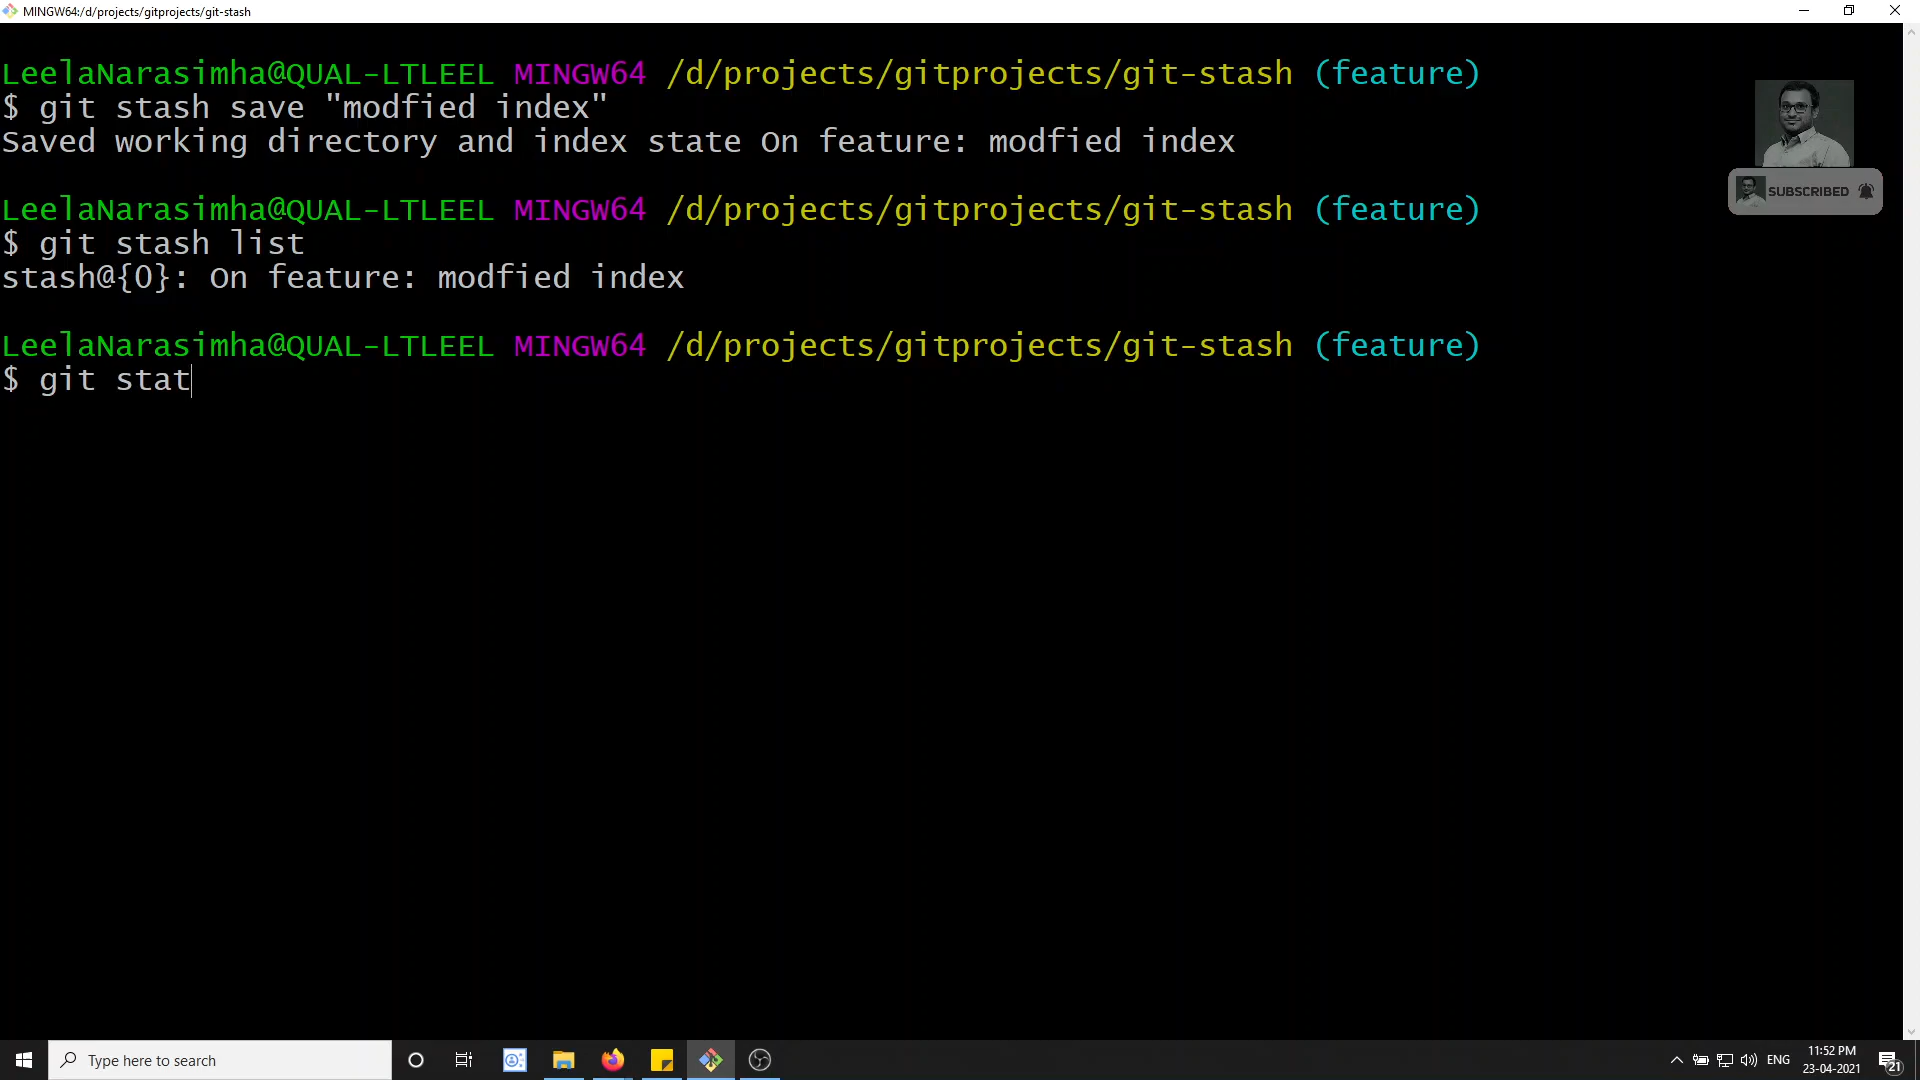 MINGW64:/d/projects/gitprojects/git-stash
LeelaNarasimha@QUAL-LTLEEL MINGW64 /d/projects/gitprojects/git-stash (feature)
$ git stash save "modfied index"
Saved working directory and index state On feature: modfied index
LeelaNarasimha@QUAL-LTLEEL MINGW64 /d/projects/gitprojects/git-stash (feature)
SUBSCRIBED
$ git stash list
stash@{0}: On feature: modfied index
LeelaNarasimha@QUAL-LTLEEL MINGW64 /d/projects/gitprojects/git-stash (feature)
$ git stat
Type here to search
ENG
11:52 PM
23-04-2021
21